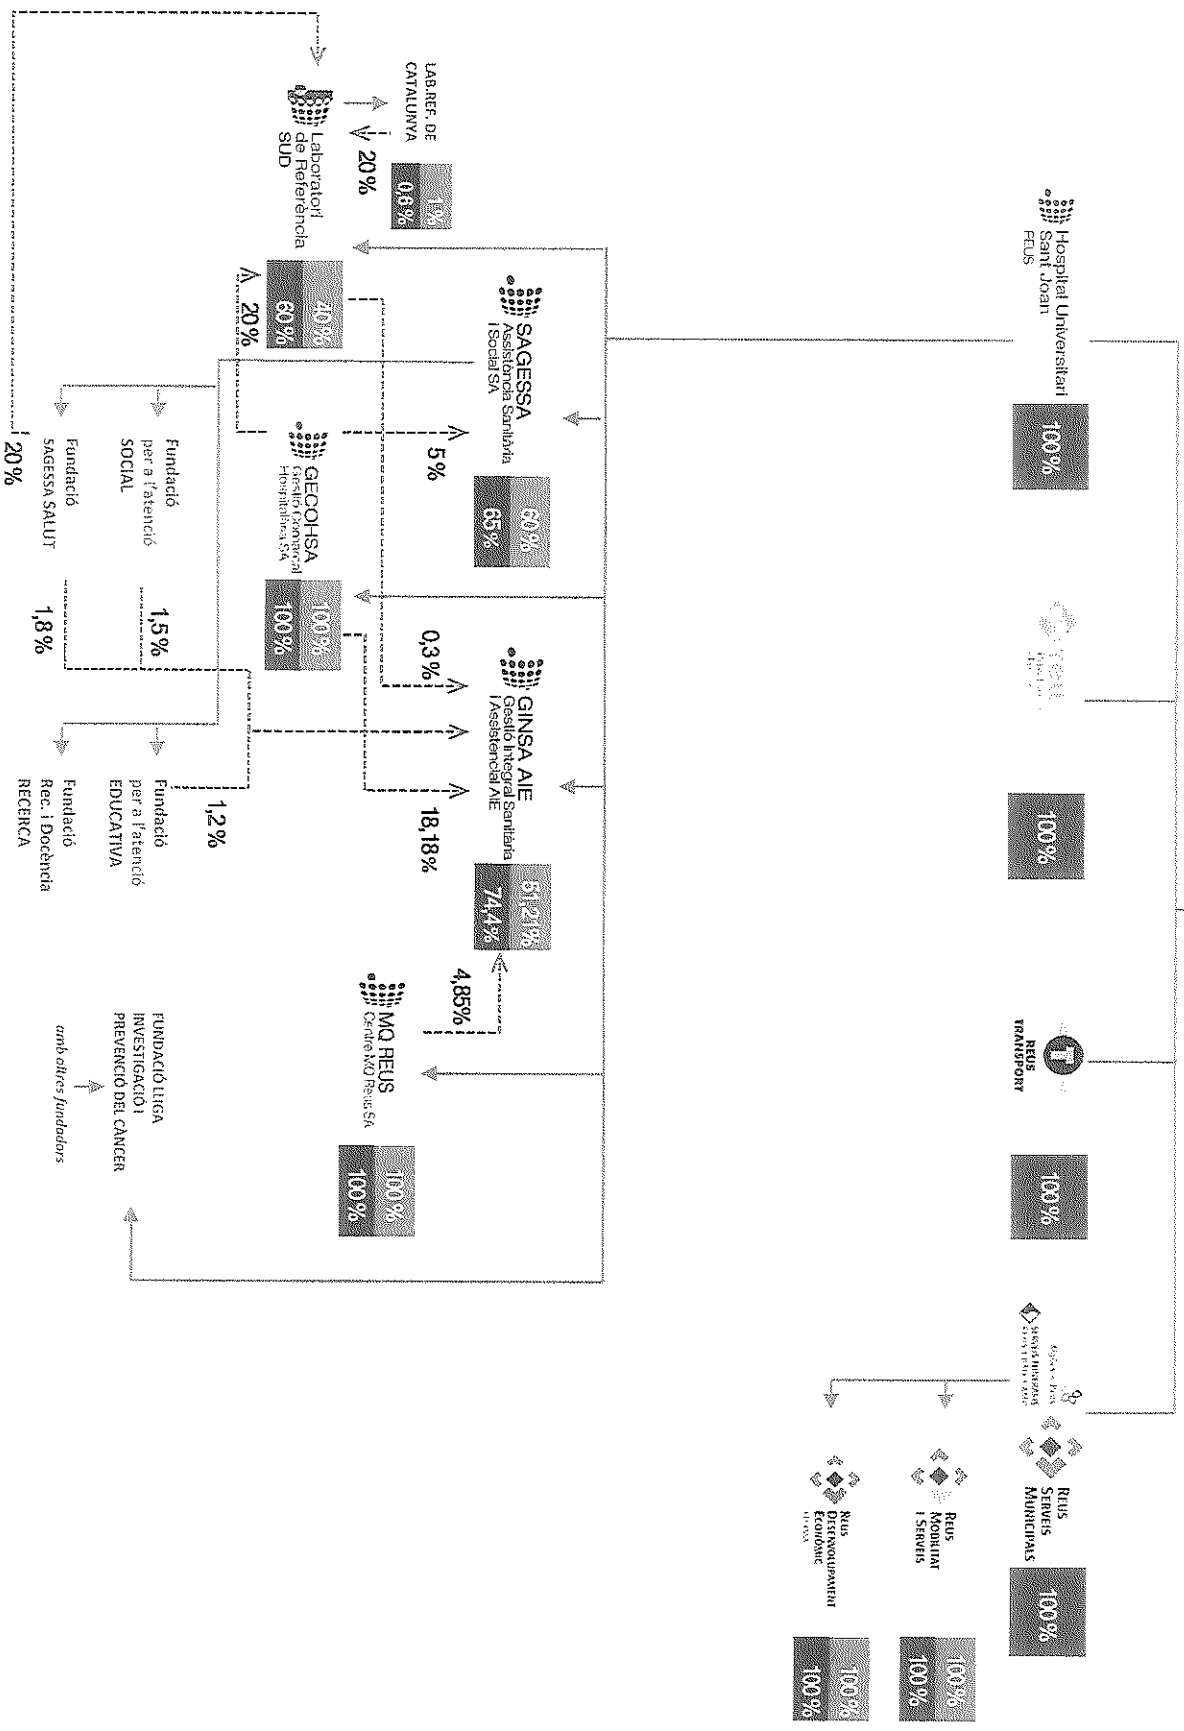 Hospital Universitari
Sant Joan
REUS
100%
100%
REUS
TRANSPORT
100%
REUS
SERVEIS
MUNICIPALS
100%
REUS
MOBILITAT
I SERVEIS
100%
100%
REUS
DESENVOLUPAMENT
ECONÒMIC
100%
100%
SAGESSA
Assistència Sanitària
i Social SA
60%
65%
5%
GINSA AIE
Gestió Integral Sanitària
i Assistencial AIE
51,21%
74,4%
0,3%
18,18%
4,85%
MQ REUS
Centre MQ Reus SA
100%
100%
LAB.REF. DE
CATALUNYA
1%
0,6%
20%
Laboratori
de Referència
SUD
40%
60%
20%
GECOHSA
Gestió Comarcal
Hospitalària SA
100%
100%
Fundació
per a l'atenció
SOCIAL
1,5%
Fundació
SAGESSA SALUT
1,8%
20%
Fundació
per a l'atenció
EDUCATIVA
1,2%
Fundació
Rec. i Docència
RECERCA
FUNDACIÓ LLIGA
INVESTIGACIÓ I
PREVENCIÓ DEL CÀNCER
amb altres fundadors